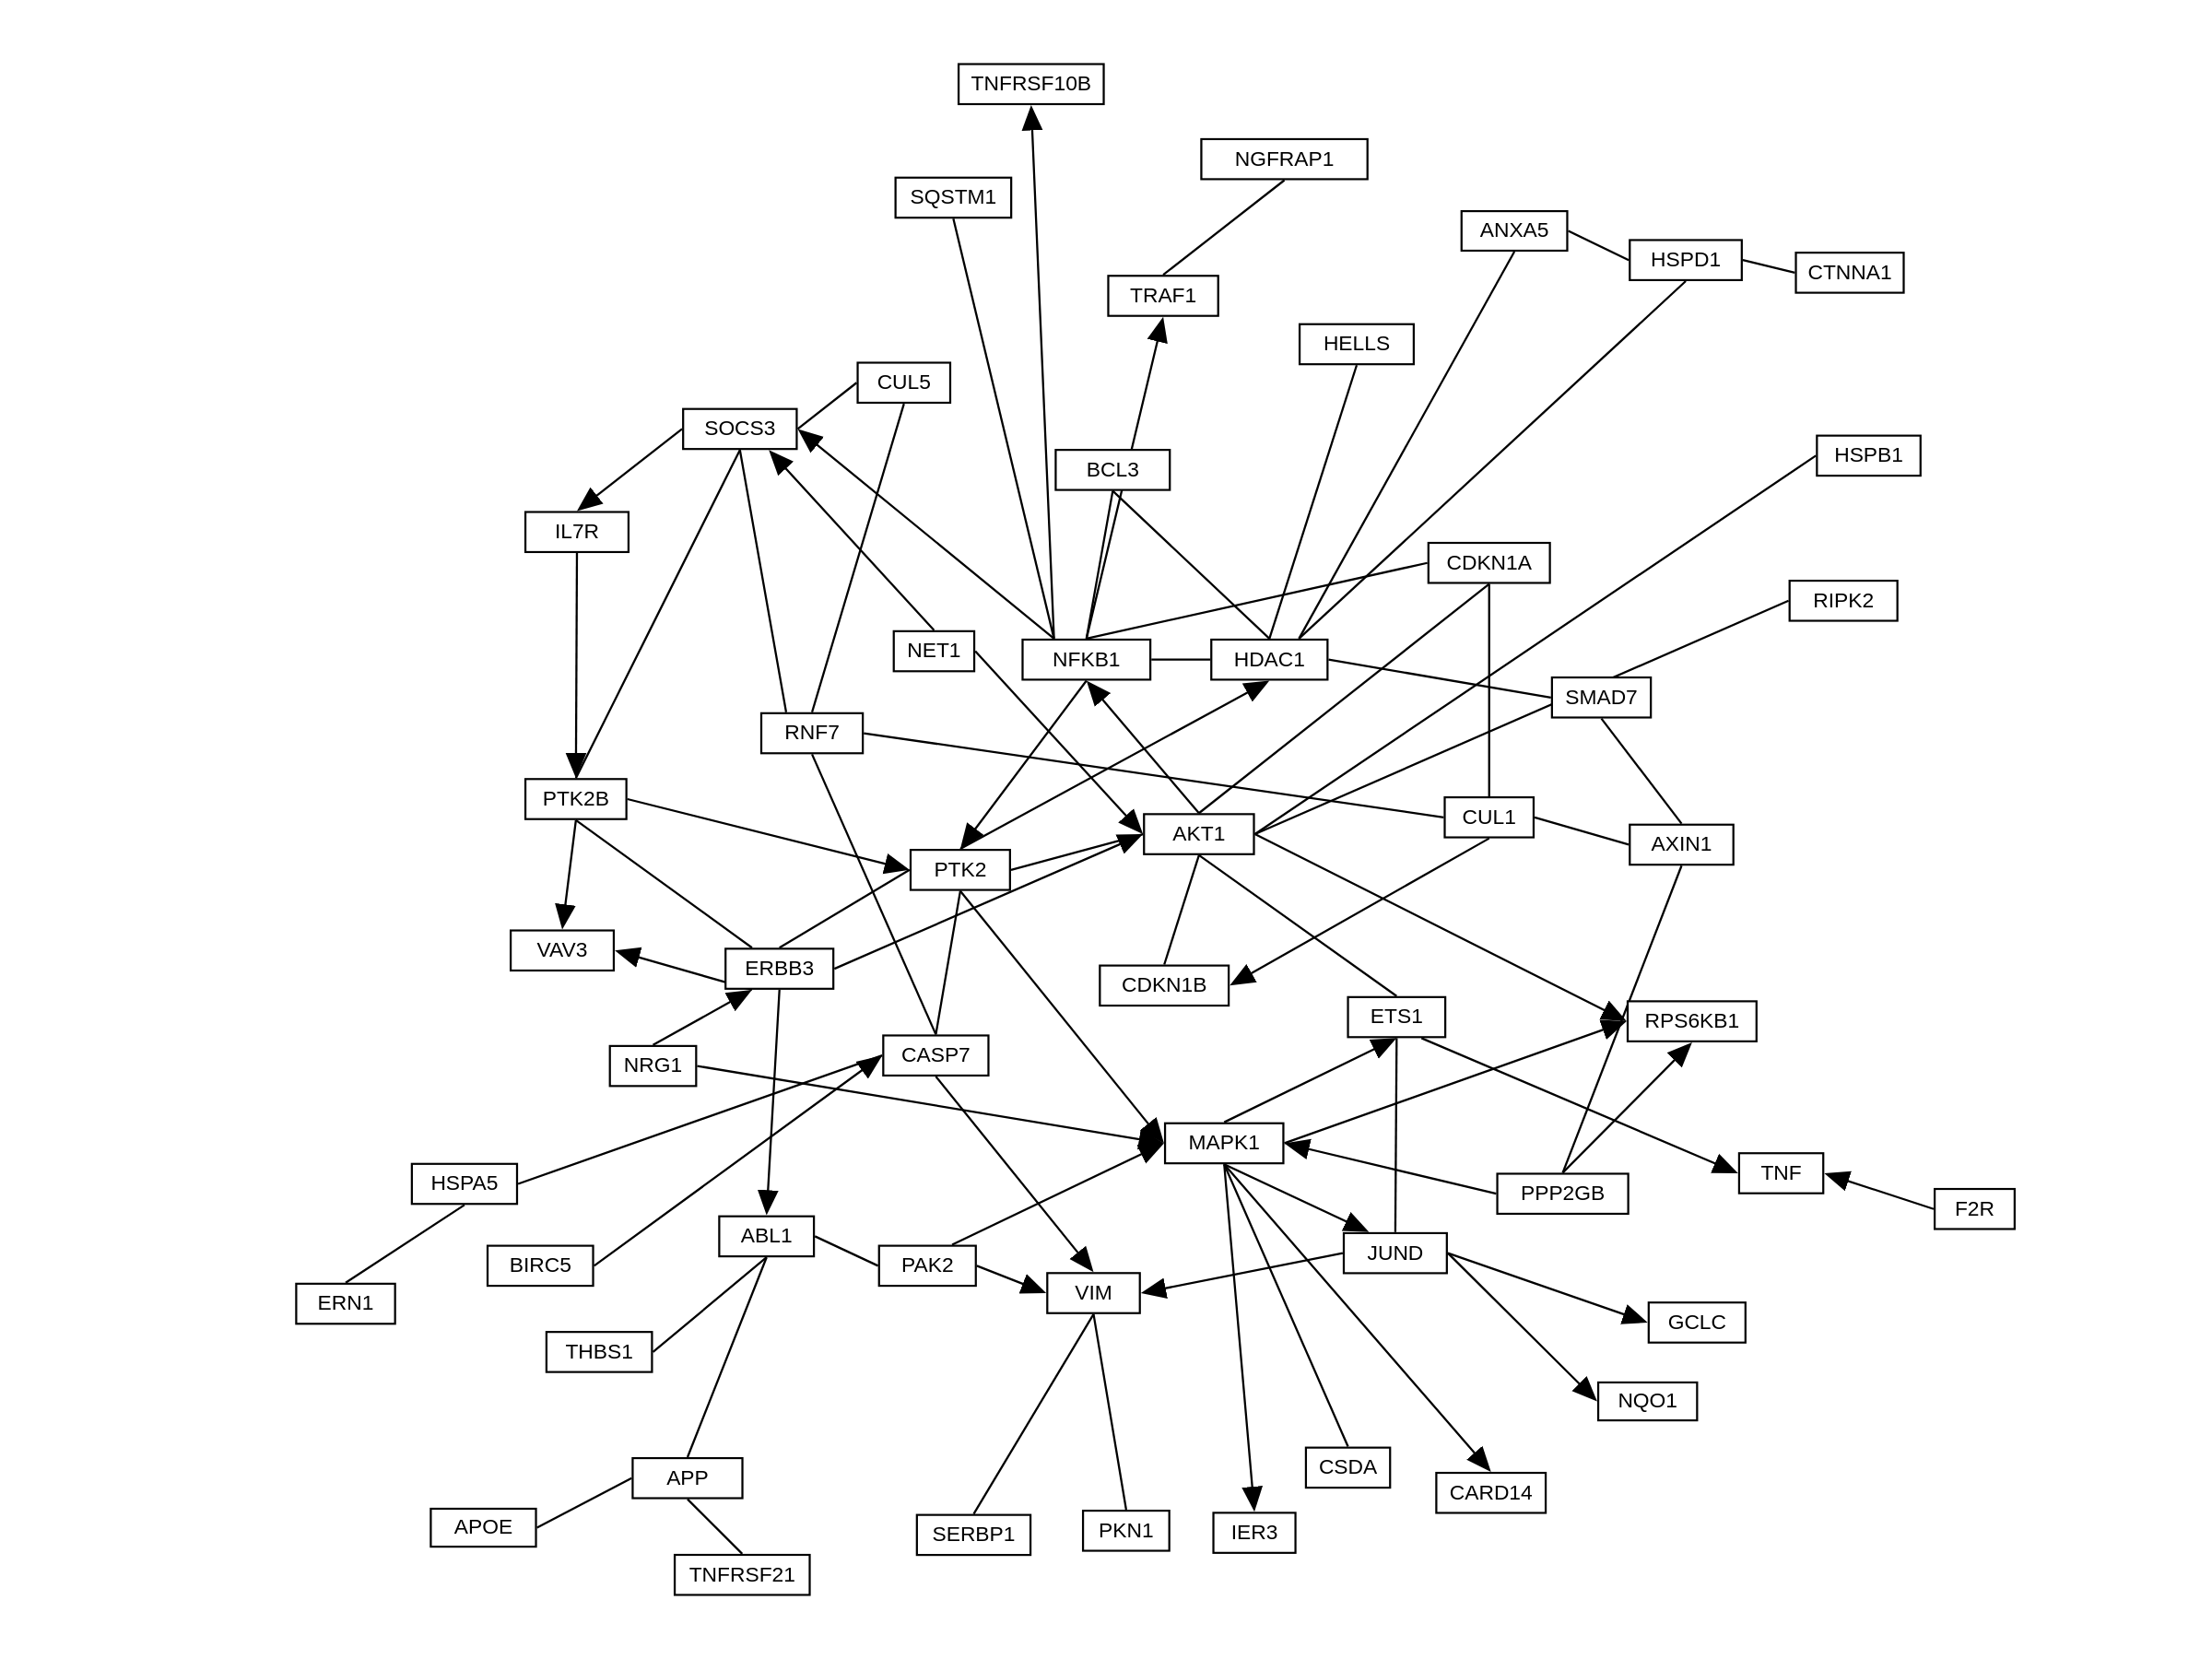 TNFRSF10B
NGFRAP1
SQSTM1
ANXA5
HSPD1
CTNNA1
TRAF1
HELLS
CUL5
SOCS3
BCL3
HSPB1
IL7R
CDKN1A
RIPK2
NET1
NFKB1
HDAC1
SMAD7
RNF7
PTK2B
CUL1
AKT1
AXIN1
PTK2
VAV3
ERBB3
CDKN1B
ETS1
RPS6KB1
CASP7
NRG1
MAPK1
TNF
HSPA5
PPP2GB
F2R
ABL1
JUND
BIRC5
PAK2
VIM
ERN1
GCLC
THBS1
NQO1
CSDA
APP
CARD14
APOE
PKN1
IER3
SERBP1
TNFRSF21